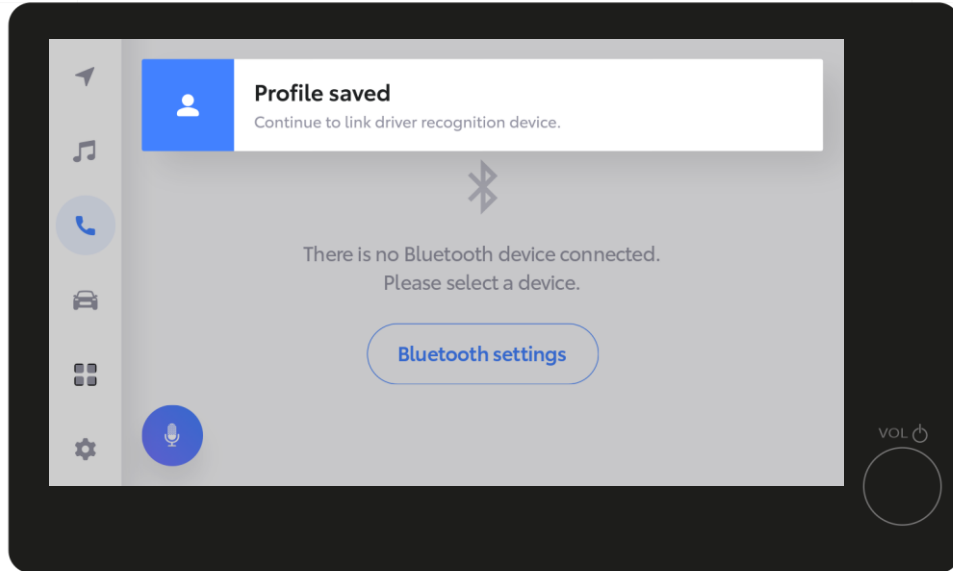 Profile saved
Continue to link driver recognition device.
There is no Bluetooth device connected.
Please select a device.
Bluetooth settings
VOL